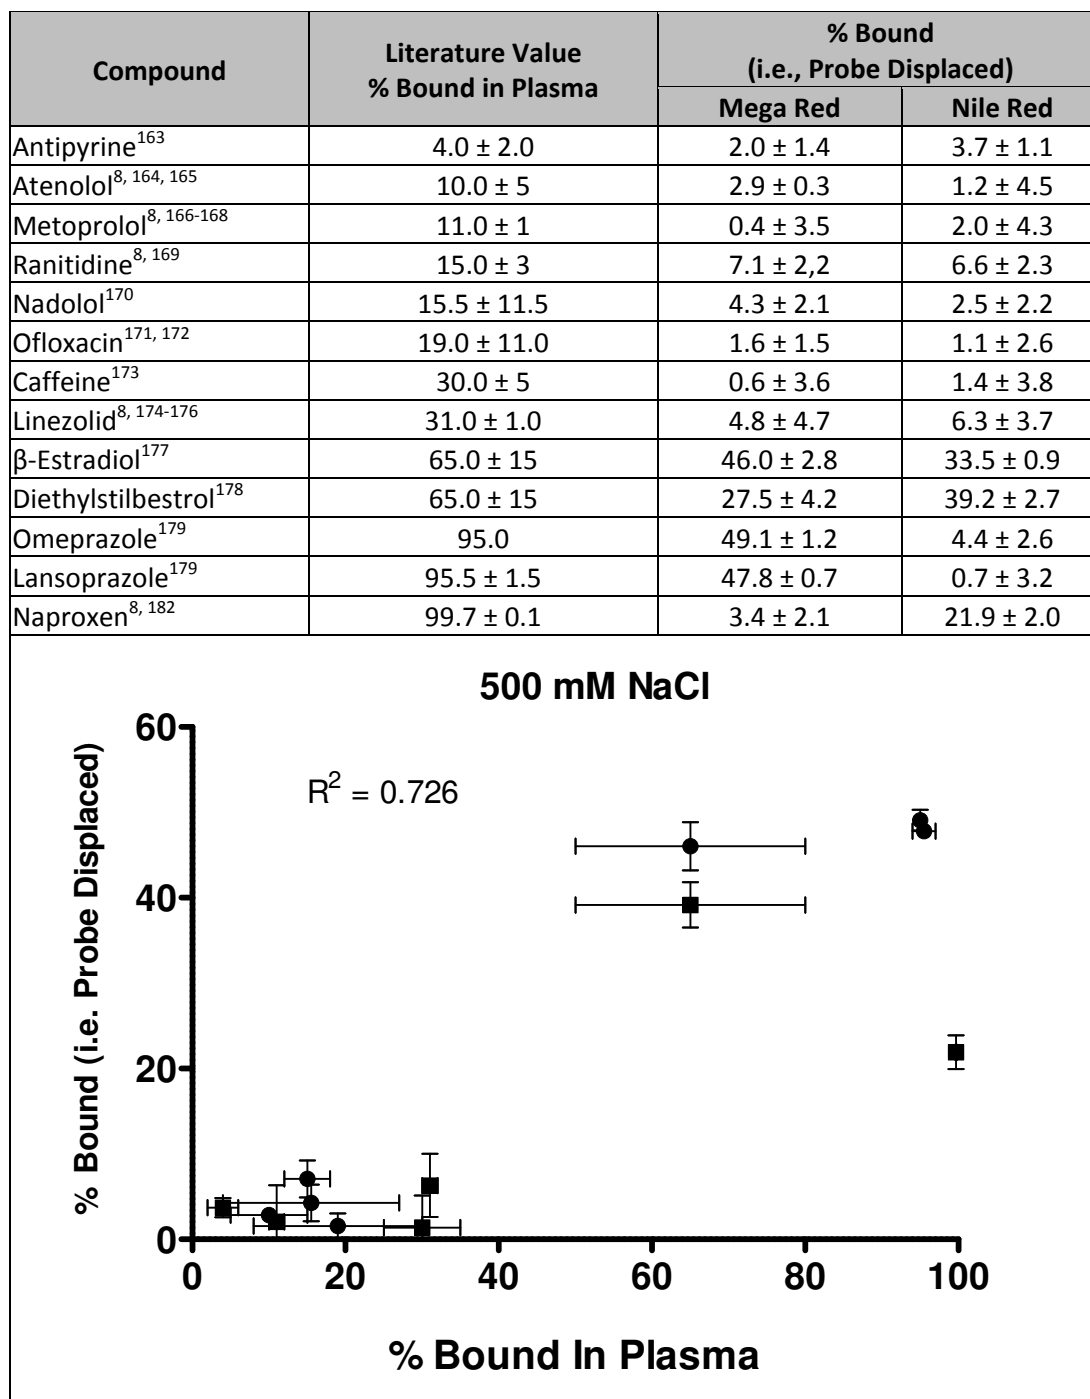 Compound Literature Value % Bound in Plasma % Bound (i.e., Probe Displaced)
Mega Red Nile Red
Antipyrine163 4.0 ± 2.0 2.0 ± 1.4 3.7 ± 1.1
Atenolol8, 164, 165 10.0 ± 5 2.9 ± 0.3 1.2 ± 4.5
Metoprolol8, 166-168 11.0 ± 1 0.4 ± 3.5 2.0 ± 4.3
Ranitidine8, 169 15.0 ± 3 7.1 ± 2,2 6.6 ± 2.3
Nadolol170 15.5 ± 11.5 4.3 ± 2.1 2.5 ± 2.2
Ofloxacin171, 172 19.0 ± 11.0 1.6 ± 1.5 1.1 ± 2.6
Caffeine173 30.0 ± 5 0.6 ± 3.6 1.4 ± 3.8
Linezolid8, 174-176 31.0 ± 1.0 4.8 ± 4.7 6.3 ± 3.7
β-Estradiol177 65.0 ± 15 46.0 ± 2.8 33.5 ± 0.9
Diethylstilbestrol178 65.0 ± 15 27.5 ± 4.2 39.2 ± 2.7
Omeprazole179 95.0 49.1 ± 1.2 4.4 ± 2.6
Lansoprazole179 95.5 ± 1.5 47.8 ± 0.7 0.7 ± 3.2
Naproxen8, 182 99.7 ± 0.1 3.4 ± 2.1 21.9 ± 2.0
500 mM NaCl
R2 = 0.726
% Bound (i.e. Probe Displaced)
60
40
20
0
0 20 40 60 80 100
% Bound In Plasma